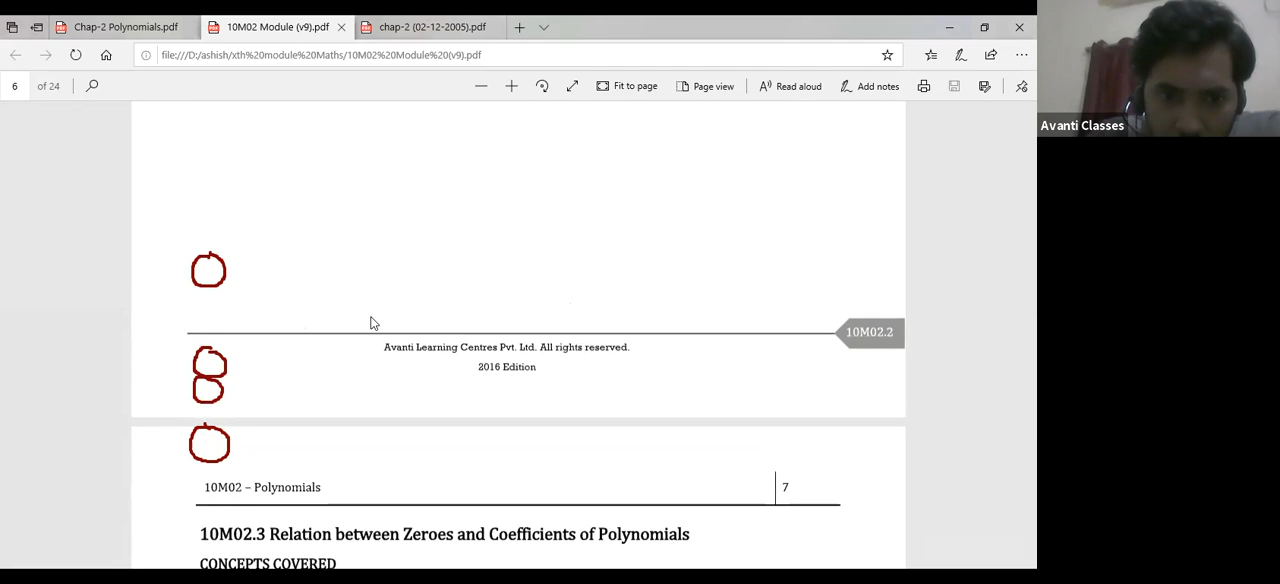 Chap-2 Polynomials.pdf
10M02 Module (v9).pdf
chap-2 (02-12-2005).pdf
file:///D:/ashish/xth%20module%20Maths/10M02%20Module%20(v9).pdf
6 of 24
Fit to page
Page view
Read aloud
Add notes
Avanti Classes
10M02.2
Avanti Learning Centres Pvt. Ltd. All rights reserved.
2016 Edition
10M02 – Polynomials 7
10M02.3 Relation between Zeroes and Coefficients of Polynomials
CONCEPTS COVERED